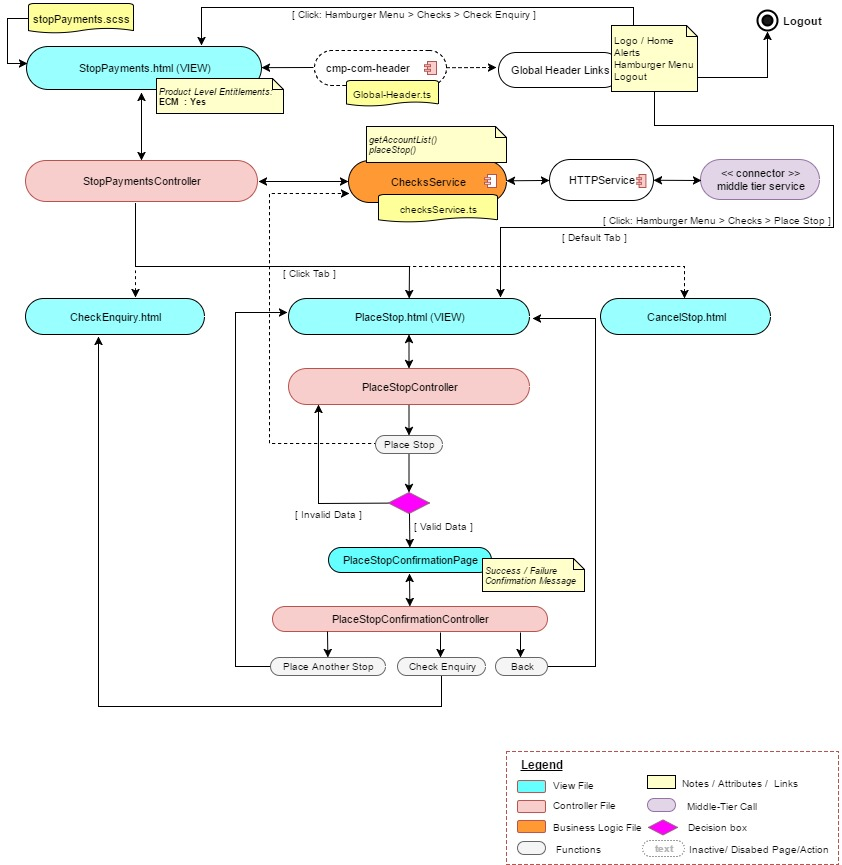 stopPayments.scss
[ Click: Hamburger Menu > Checks > Check Enquiry ]
Logout
Logo / Home
Alerts
Hamburger Menu
Logout
StopPayments.html (VIEW)
cmp-com-header
Global Header Links
Product Level Entitlements:
ECM : Yes
Global-Header.ts
getAccountList()
placeStop()
StopPaymentsController
ChecksService
HTTPService
<< connector >>
middle tier service
checksService.ts
[ Click: Hamburger Menu > Checks > Place Stop ]
[ Default Tab ]
[ Click Tab ]
CheckEnquiry.html
PlaceStop.html (VIEW)
CancelStop.html
PlaceStopController
Place Stop
[ Invalid Data ]
[ Valid Data ]
PlaceStopConfirmationPage
Success / Failure
Confirmation Message
PlaceStopConfirmationController
Place Another Stop
Check Enquiry
Back
Legend
View File
Notes / Attributes / Links
Controller File
Middle-Tier Call
Business Logic File
Decision box
Functions
text
Inactive/ Disabed Page/Action